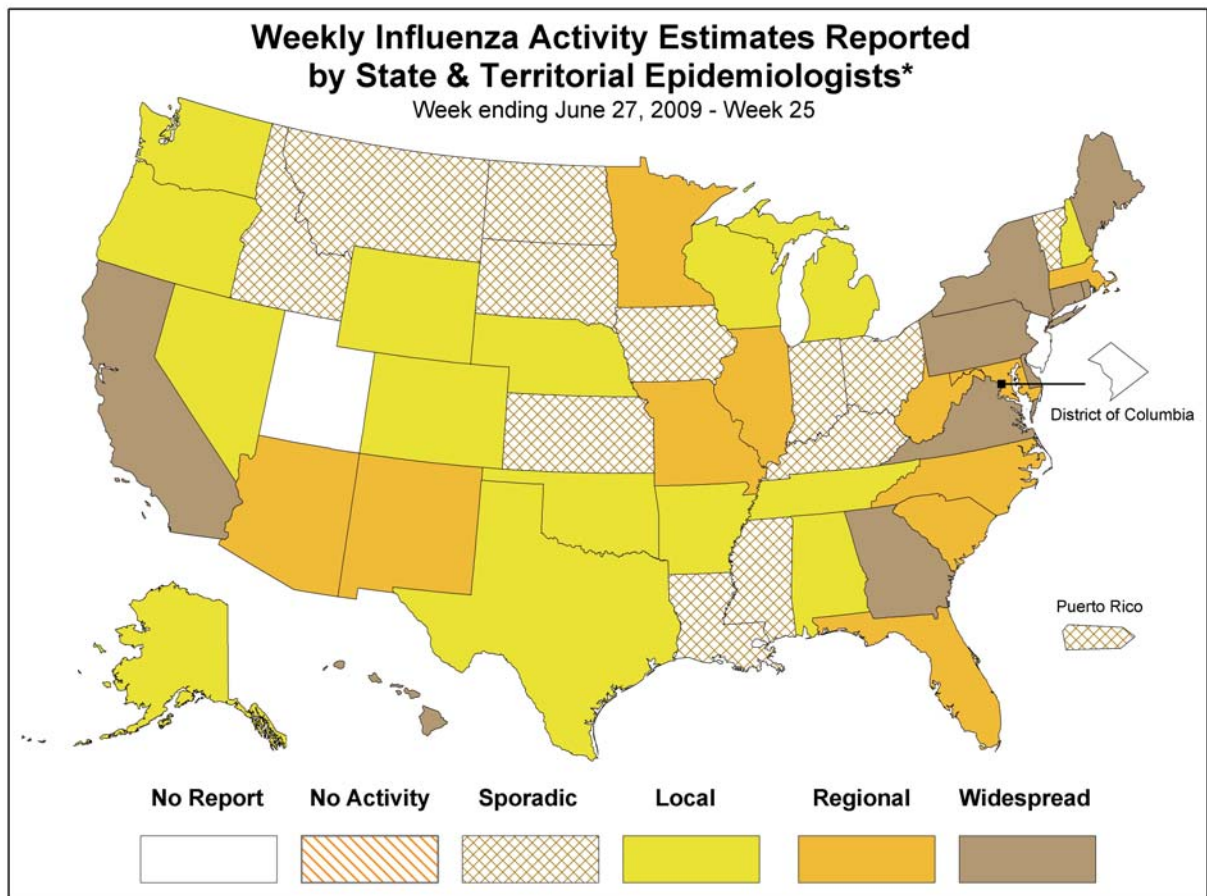 Weekly Influenza Activity Estimates Reported
by State & Territorial Epidemiologists*
Week ending June 27, 2009 - Week 25
District of Columbia
Puerto Rico
No Report No Activity Sporadic Local Regional Widespread